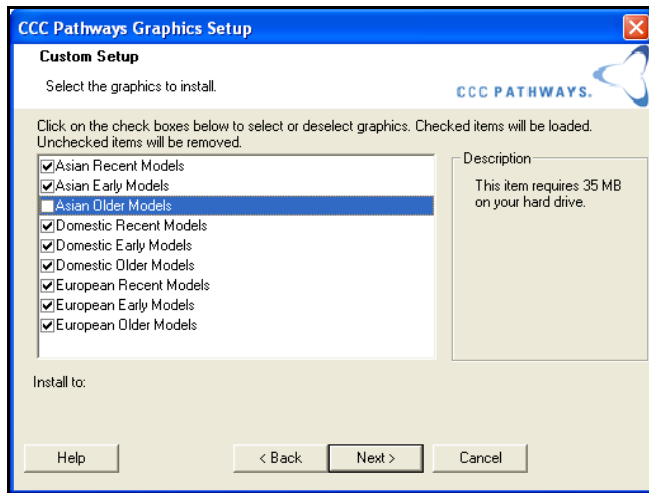 CCC Pathways Graphics Setup
Custom Setup
Select the graphics to install.
CCC PATHWAYS.
Click on the check boxes below to select or deselect graphics. Checked items will be loaded.
Unchecked items will be removed.
Asian Recent Models
Asian Early Models
Asian Older Models
Domestic Recent Models
Domestic Early Models
Domestic Older Models
European Recent Models
European Early Models
European Older Models
Description
This item requires 35 MB
on your hard drive.
Install to:
Help
< Back
Next >
Cancel